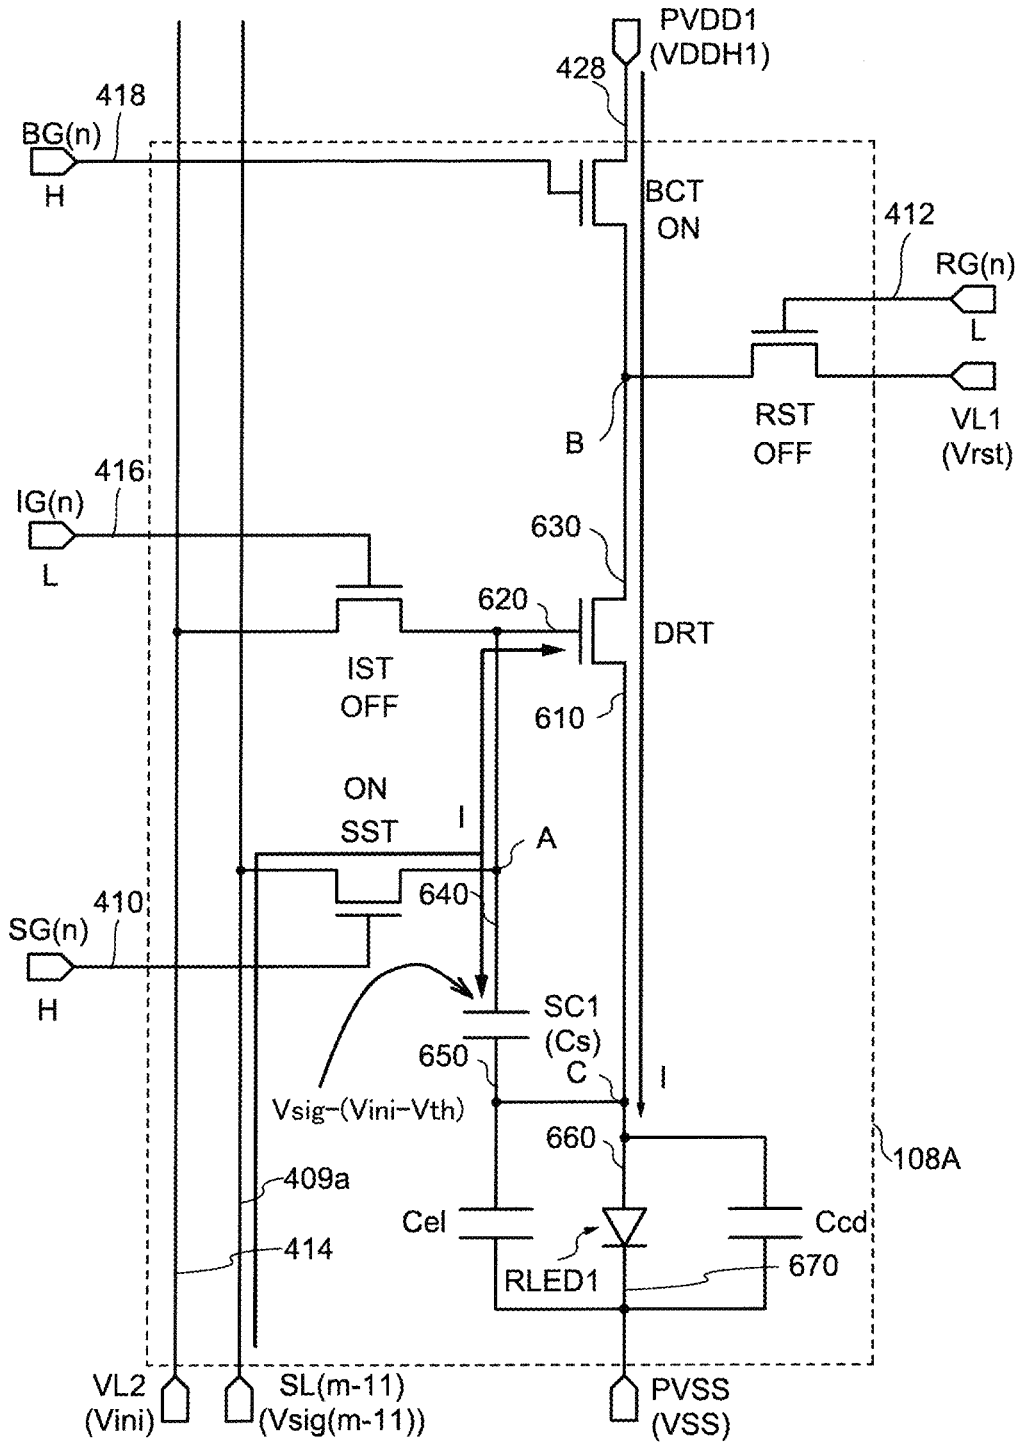 PVDD1
(VDDH1)
428
418
BG(n)
H
BCT
ON
412
RG(n)
L
RST
OFF
VL1
(Vrst)
B
416
IG(n)
L
630
620
DRT
IST
OFF
610
ON
SST
I
A
640
410
SG(n)
H
SC1
(Cs)
650
C
I
Vsig-(Vini-Vth)
660
108A
409a
Cel
Ccd
414
RLED1
670
VL2
(Vini)
SL(m-11)
(Vsig(m-11))
PVSS
(VSS)